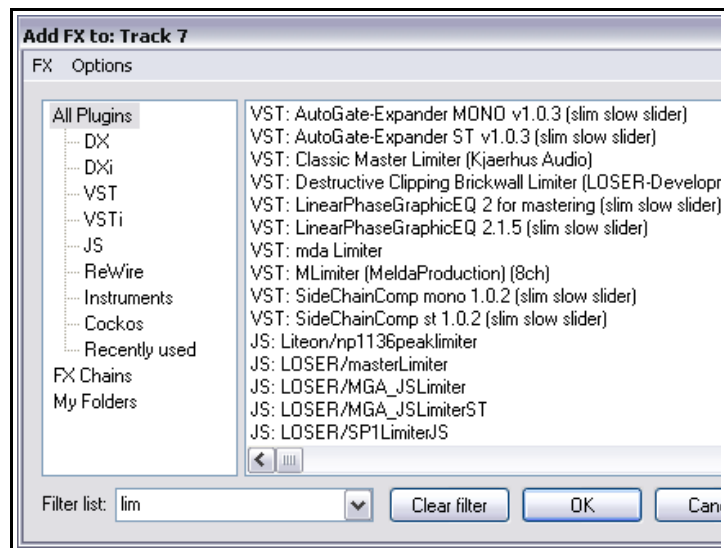 Add FX to: Track 7
FX Options
All Plugins
DX
DXi
VST
VSTi
JS
ReWire
Instruments
Cockos
Recently used
FX Chains
My Folders
VST: AutoGate-Expander MONO v1.0.3 (slim slow slider)
VST: AutoGate-Expander ST v1.0.3 (slim slow slider)
VST: Classic Master Limiter (Kjaerhus Audio)
VST: Destructive Clipping Brickwall Limiter (LOSER-Developr
VST: LinearPhaseGraphicEQ 2 for mastering (slim slow slider)
VST: LinearPhaseGraphicEQ 2.1.5 (slim slow slider)
VST: mda Limiter
VST: MLimiter (MeldaProduction) (8ch)
VST: SideChainComp mono 1.0.2 (slim slow slider)
VST: SideChainComp st 1.0.2 (slim slow slider)
JS: Liteon/np1136peaklimiter
JS: LOSER/masterLimiter
JS: LOSER/MGA_JSLimiter
JS: LOSER/MGA_JSLimiterST
JS: LOSER/SP1LimiterJS
Filter list: lim Clear filter OK Canc